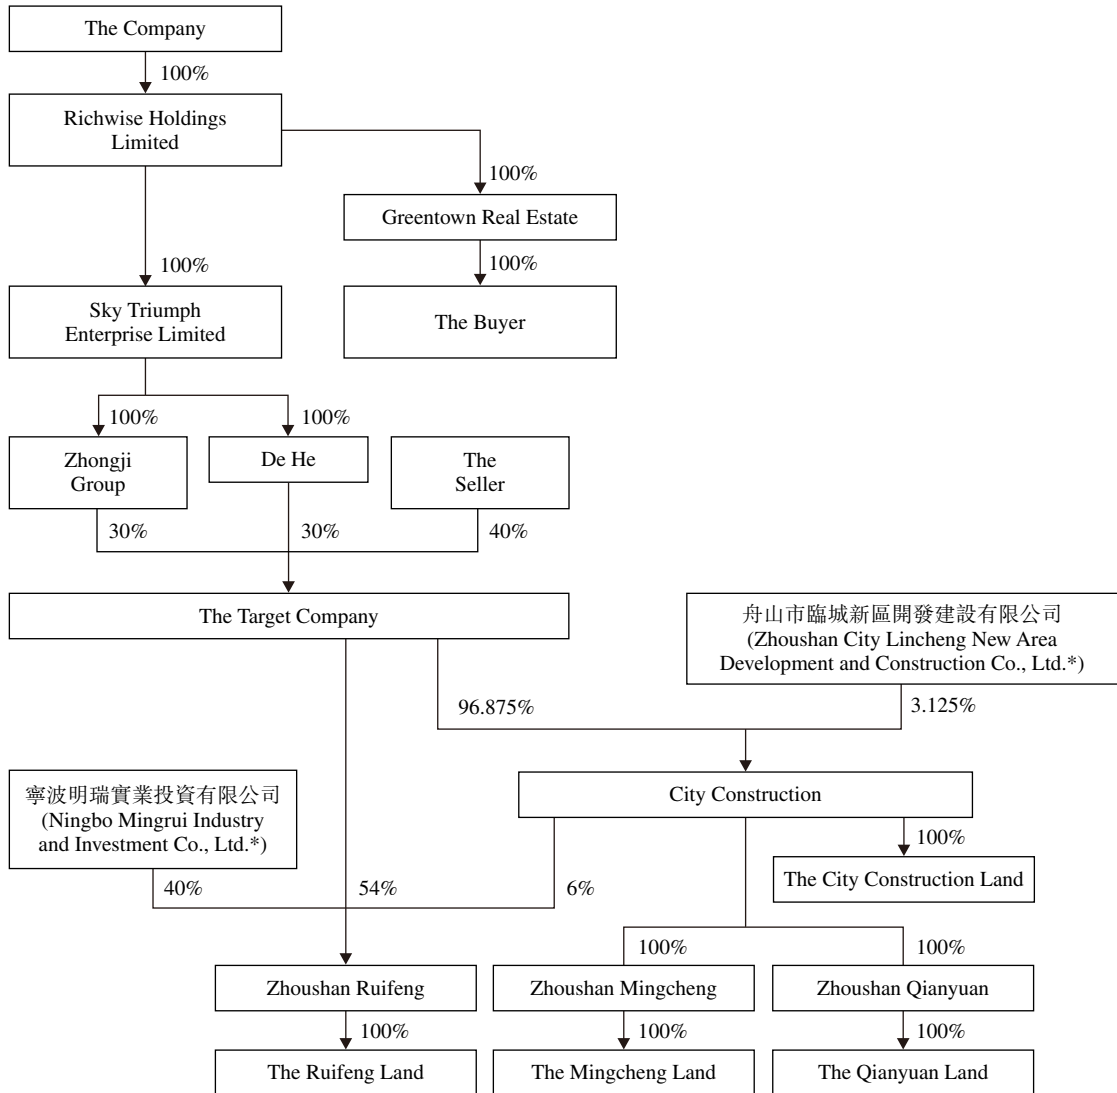 The Company
100%
Richwise Holdings
Limited
100%
Greentown Real Estate
100%
100%
Sky Triumph
Enterprise Limited
The Buyer
100%
100%
Zhongji
Group
De He
The
Seller
30%
30%
40%
The Target Company
舟山市臨城新區開發建設有限公司
(Zhoushan City Lincheng New Area
Development and Construction Co., Ltd.*)
96.875%
3.125%
寧波明瑞實業投資有限公司
(Ningbo Mingrui Industry
and Investment Co., Ltd.*)
City Construction
100%
The City Construction Land
40%
54%
6%
100%
100%
Zhoushan Ruifeng
Zhoushan Mingcheng
Zhoushan Qianyuan
100%
100%
100%
The Ruifeng Land
The Mingcheng Land
The Qianyuan Land